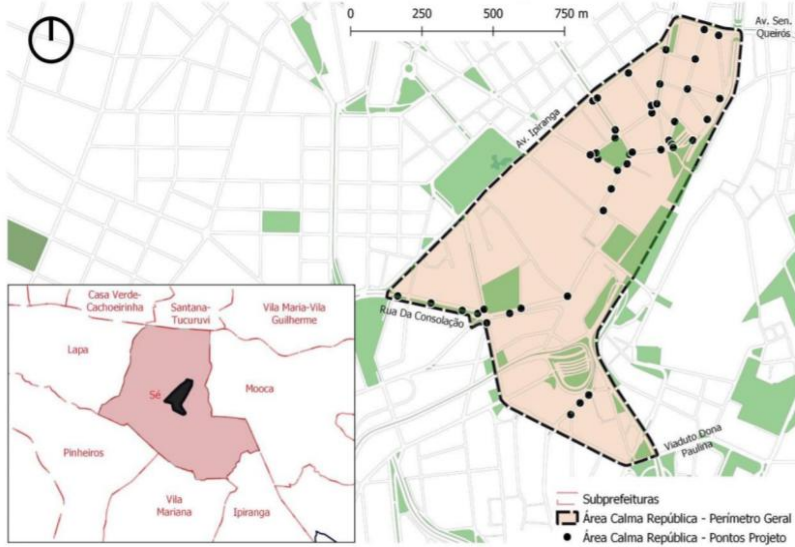 0 250 500 750 m
Av. Sen.
Queirós
Av. Ipiranga
Rua Da Consolação
Viaduto Dona
Paulina
Casa Verde-
Cachoeirinha
Santana-
Tucuruvi
Vila Maria-Vila
Guilherme
Lapa
Sé
Mooca
Pinheiros
Vila
Mariana
Ipiranga
Subprefeituras
Área Calma República - Perímetro Geral
Área Calma República - Pontos Projeto